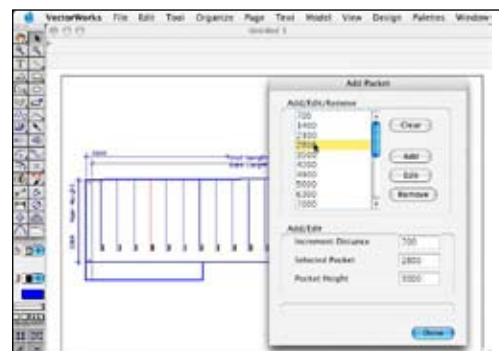 VectorWorks File Edit Tool Organize Page Text Model View Design Palettes Window
Untitled 1
Add Pocket
Add/Edit/Remove
700
1400
2100
2800
3500
4200
4900
5600
6300
7000
Clear
Add
Edit
Remove
Add/Edit
Increment Distance 700
Selected Pocket 2800
Pocket Height 3000
Done